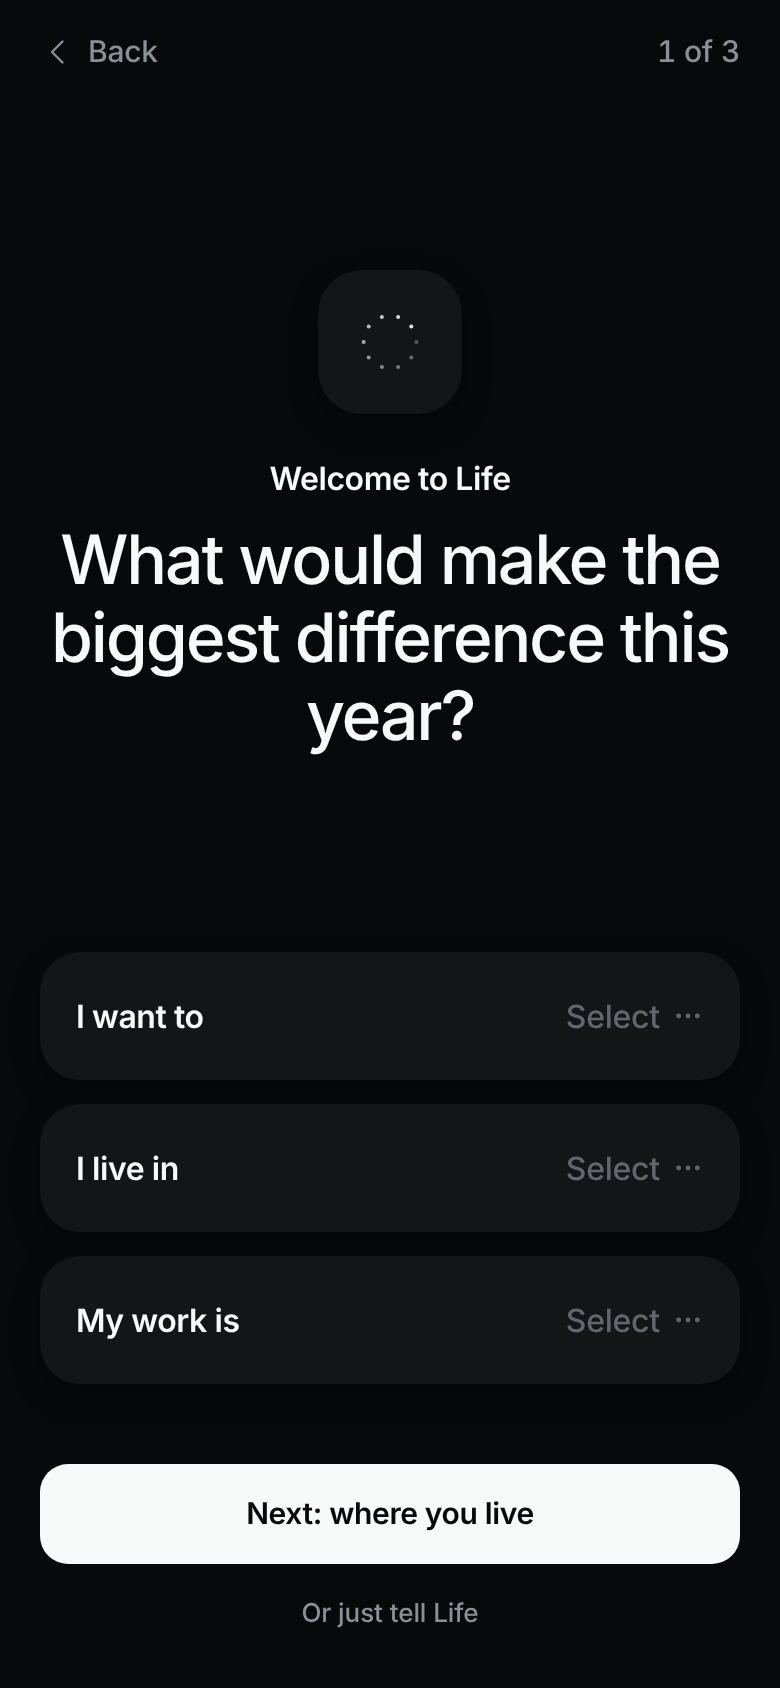 Back
1 of 3
Welcome to Life
What would make the
biggest difference this
year?
I want to
Select ···
I live in
Select ···
My work is
Select ···
Next: where you live
Or just tell Life